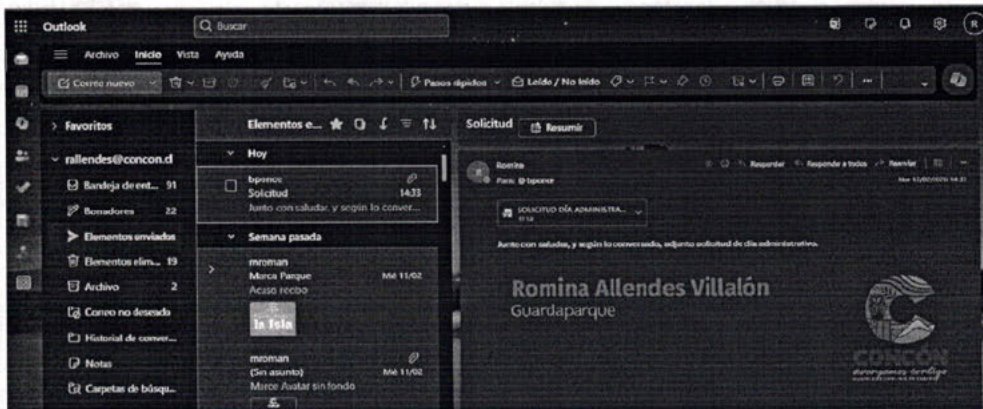 Outlook
Buscar
R
Archivo Inicio Vista Ayuda
Correo nuevo
Pasos rápidos
Leído / No leído
Favoritos
Elementos e...
Solicitud
Resumir
rallendes@concon.cl
Bandeja de ent... 91
Borradores 22
Elementos enviados
Elementos elim... 19
Archivo 2
Correo no deseado
Historial de conver...
Notas
Carpetas de búsqu...
Hoy
bponce
Solicitud 14:33
Junto con saludar, y según lo conver...
Semana pasada
mroman
Marca Parque Mié 11/02
Acaso recibo
la Isla
mroman
(Sin asunto) Mié 11/02
Marce Avatar sin fondo
Romina
Para: bponce
Responder Responder a todos Reenviar
SOLICITUD DÍA ADMINISTRA...
Junto con saludar, y según lo conversado, adjunto solicitud de día administrativo.
Romina Allendes Villalón
Guardaparque
CONCÓN